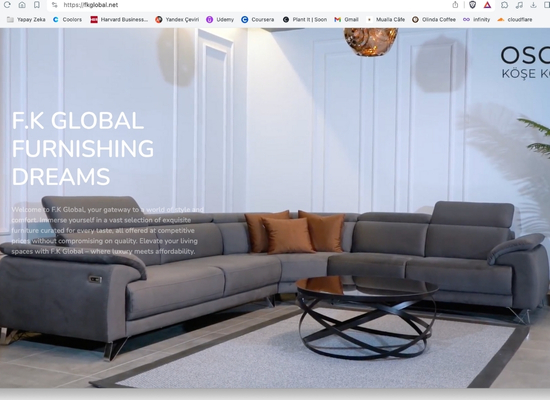 https://fkglobal.net
Yapay Zeka
Coolors
Harvard Business...
Yandex Çeviri
Udemy
Coursera
Plant It | Soon
Gmail
Mualla Câfe
Olinda Coffee
infinity
cloudflare
OSC
KÖŞE KO
F.K GLOBAL
FURNISHING
DREAMS
Welcome to F.K Global, your gateway to a world of style and
comfort. Immerse yourself in a vast selection of exquisite
furniture curated for every taste, all offered at competitive
prices without compromising on quality. Elevate your living
spaces with F.K Global – where luxury meets affordability.